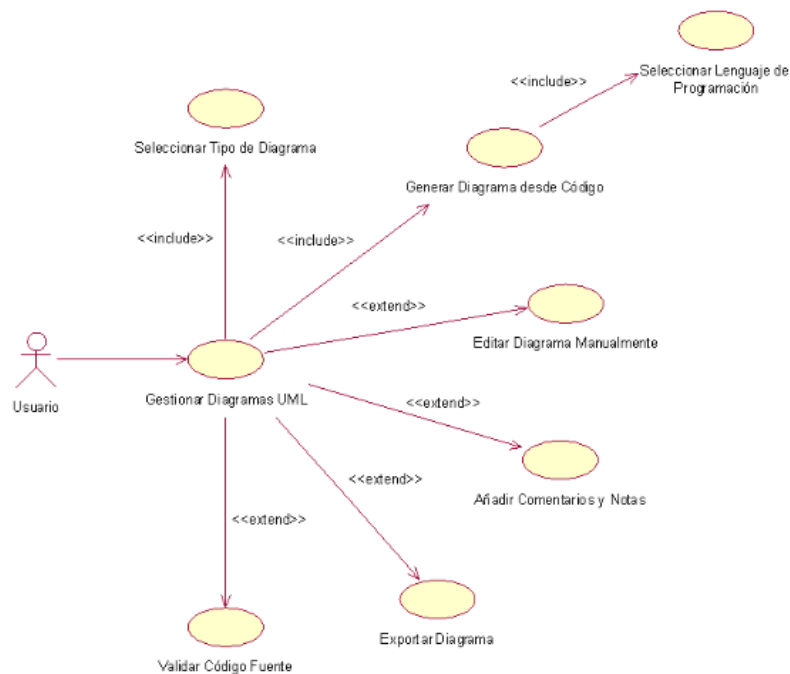 Seleccionar Lenguaje de
Programación
<<include>>
Seleccionar Tipo de Diagrama
Generar Diagrama desde Código
<<include>>
<<include>>
<<extend>>
Editar Diagrama Manualmente
Usuario
Gestionar Diagramas UML
<<extend>>
Añadir Comentarios y Notas
<<extend>>
<<extend>>
Exportar Diagrama
Validar Código Fuente